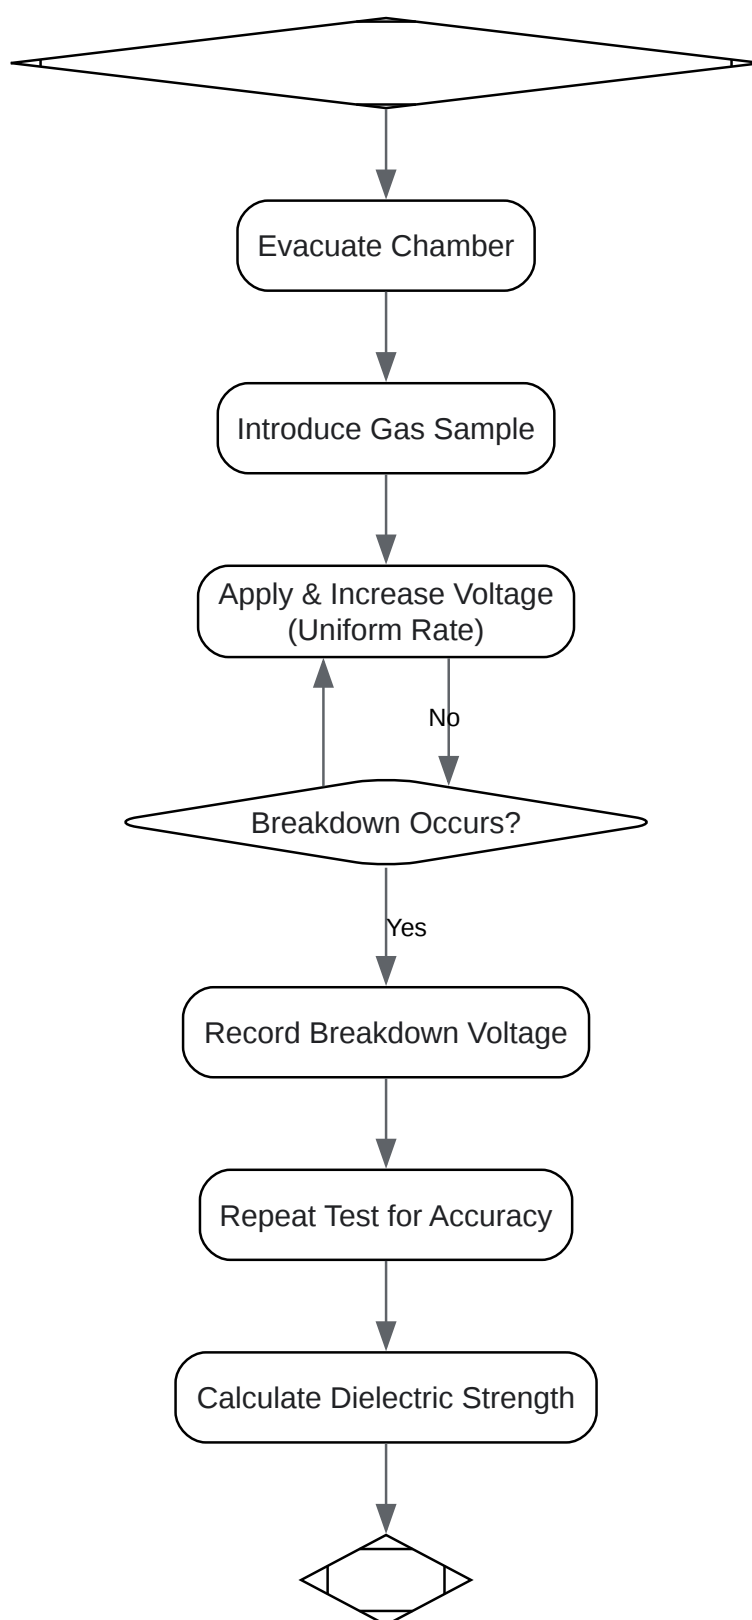 Evacuate Chamber
Introduce Gas Sample
Apply & Increase Voltage
(Uniform Rate)
No
Breakdown Occurs?
Yes
Record Breakdown Voltage
Repeat Test for Accuracy
Calculate Dielectric Strength